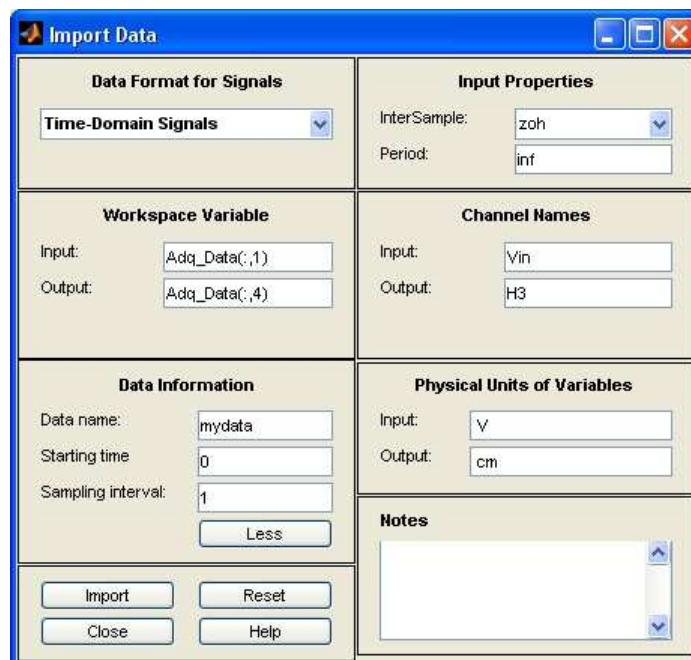 Import Data
Data Format for Signals
Time-Domain Signals
Input Properties
InterSample: zoh
Period: inf
Workspace Variable
Input: Adq_Data(:,1)
Output: Adq_Data(:,4)
Channel Names
Input: Vin
Output: H3
Data Information
Data name: mydata
Starting time 0
Sampling interval: 1
Less
Physical Units of Variables
Input: V
Output: cm
Notes
Import Reset
Close Help